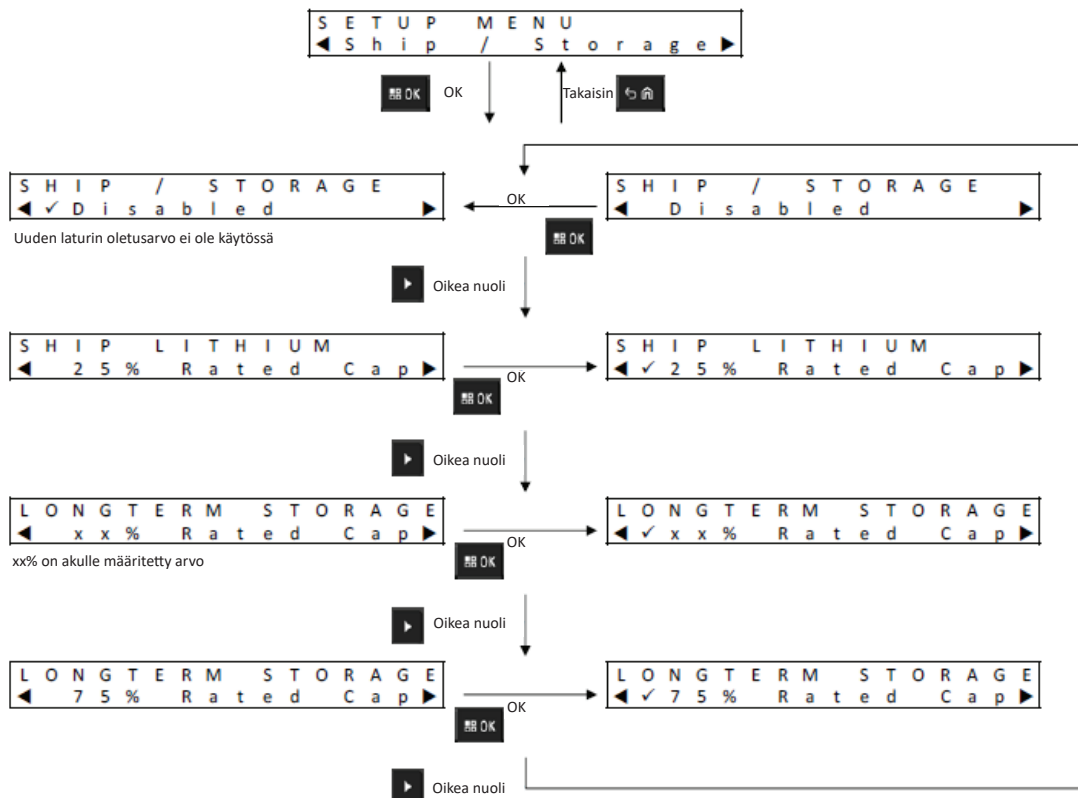 SETUP MENU
◀Ship / Storage▶
OK
OK
Takaisin
SHIP / STORAGE
◀✓Disabled ▶
OK
SHIP / STORAGE
◀ Disabled ▶
Uuden laturin oletusarvo ei ole käytössä
OK
Oikea nuoli
SHIP LITHIUM
◀ 25% Rated Cap▶
OK
OK
SHIP LITHIUM
◀✓25% Rated Cap▶
Oikea nuoli
LONGTERM STORAGE
◀ xx% Rated Cap▶
OK
OK
LONGTERM STORAGE
◀✓xx% Rated Cap▶
xx% on akulle määritetty arvo
Oikea nuoli
LONGTERM STORAGE
◀ 75% Rated Cap▶
OK
OK
LONGTERM STORAGE
◀✓75% Rated Cap▶
Oikea nuoli